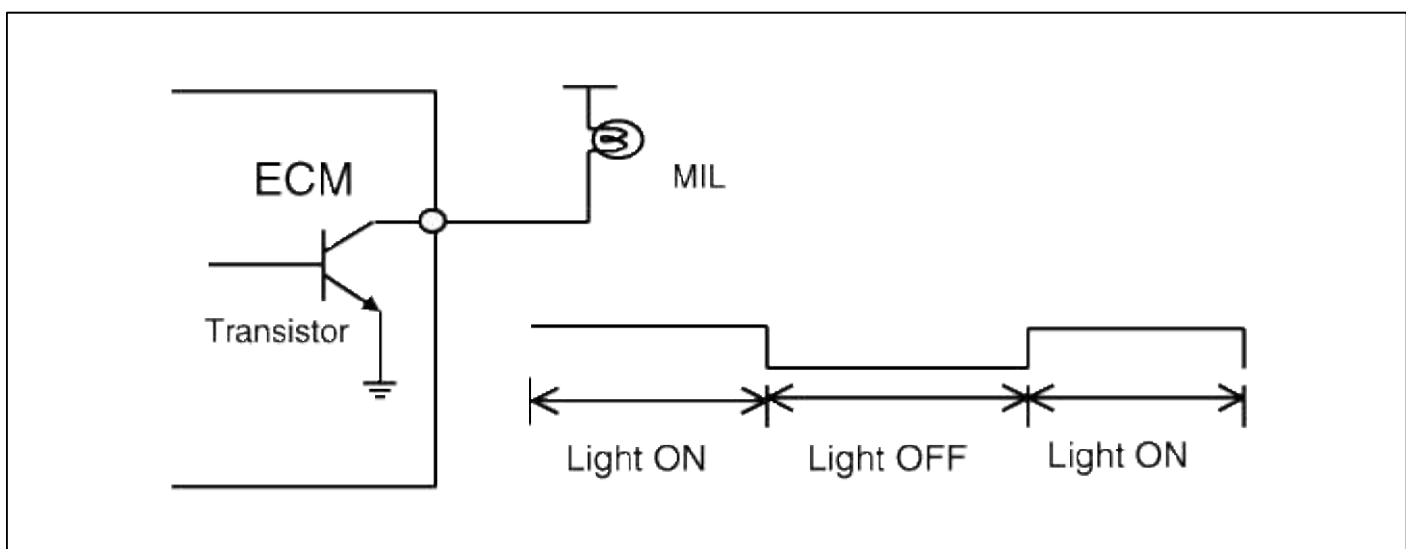 ECM
MIL
Transistor
Light ON
Light OFF
Light ON